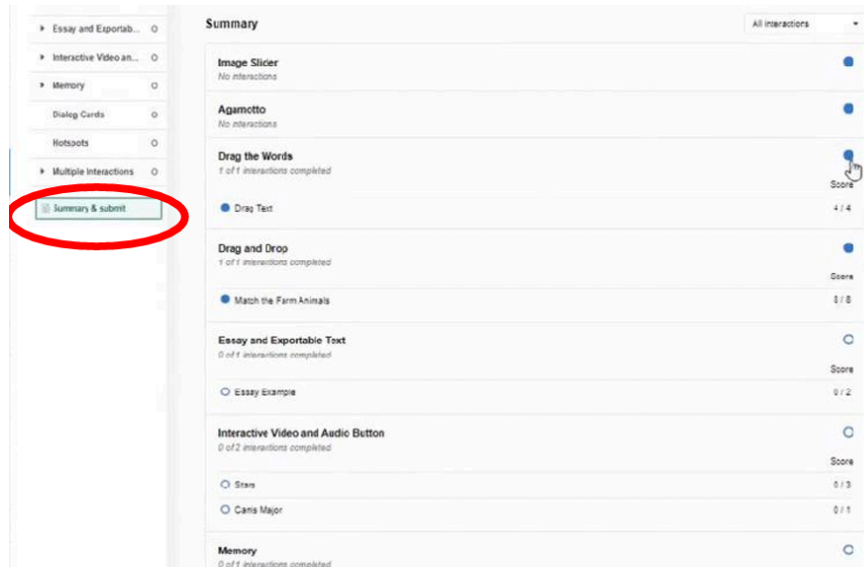 Essay and Exportab...
Interactive Video an...
Memory
Dialog Cards
Hotspots
Multiple Interactions
Summary & submit
Summary
All interactions
Image Slider
No interactions
Agamotto
No interactions
Drag the Words
1 of 1 interactions completed
Score
Drag Text
4 / 4
Drag and Drop
1 of 1 interactions completed
Score
Match the Farm Animals
8 / 8
Essay and Exportable Text
0 of 1 interactions completed
Score
Essay Example
0 / 2
Interactive Video and Audio Button
0 of 2 interactions completed
Score
Stars
0 / 3
Canis Major
0 / 1
Memory
0 of 1 interactions completed